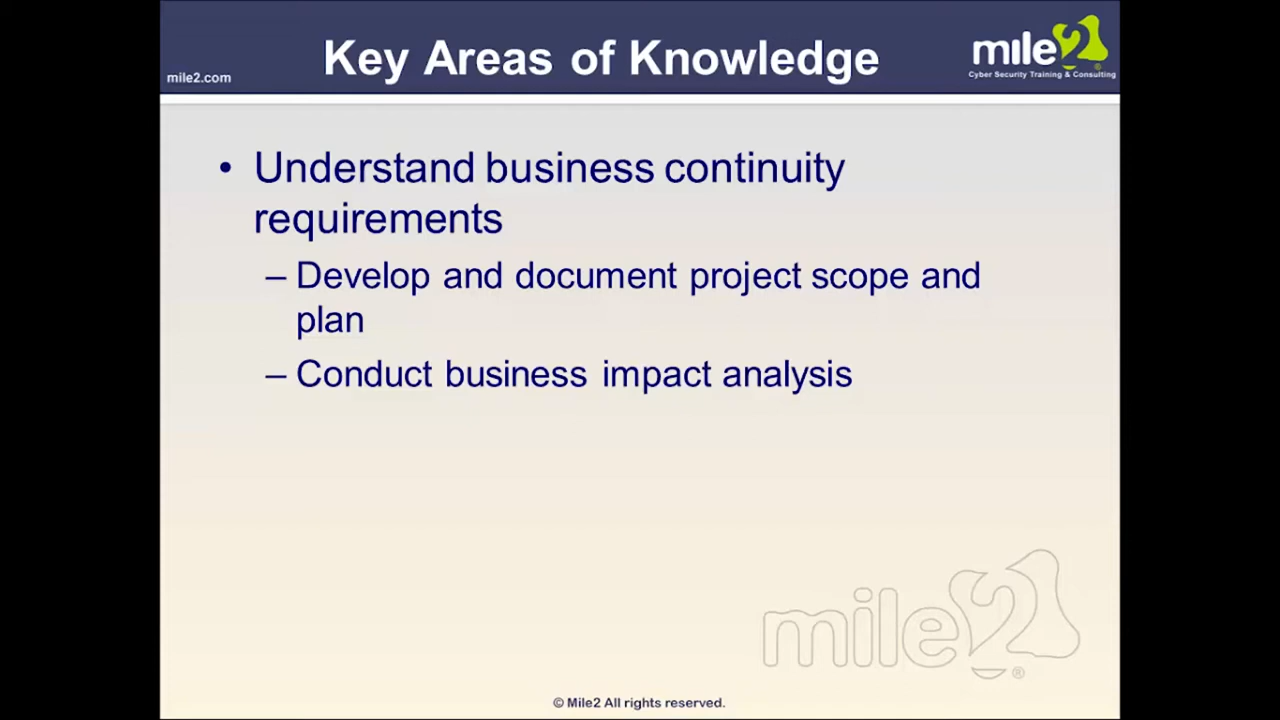 Key Areas of Knowledge
mile2.com
mile2®
Cyber Security Training & Consulting
• Understand business continuity
requirements
– Develop and document project scope and
plan
– Conduct business impact analysis
mile2®
© Mile2 All rights reserved.